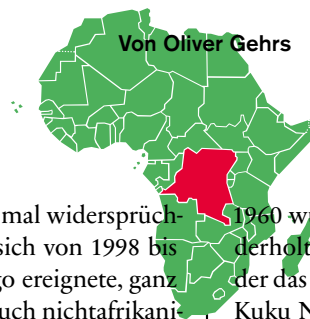 Von Oliver Gehrs
mal widersprüch-
sich von 1998 bis
go ereignete, ganz
uch nichtafrikani-
1960 wu
derholt
der das
Kuku N